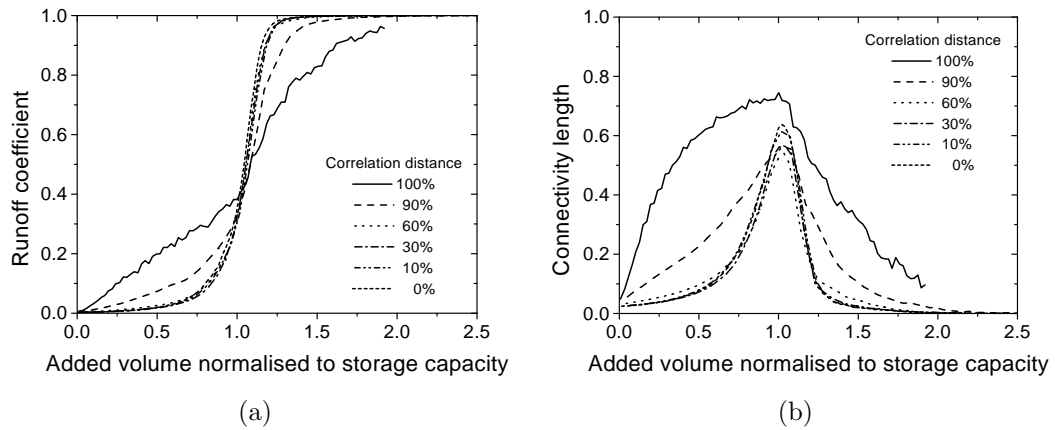 1.0
0.8
0.6
0.4
0.2
0.0
Runoff coefficient
Correlation distance
100%
90%
60%
30%
10%
0%
0.0 0.5 1.0 1.5 2.0 2.5
Added volume normalised to storage capacity
(a)
1.0
0.8
0.6
0.4
0.2
0.0
Connectivity length
Correlation distance
100%
90%
60%
30%
10%
0%
0.0 0.5 1.0 1.5 2.0 2.5
Added volume normalised to storage capacity
(b)